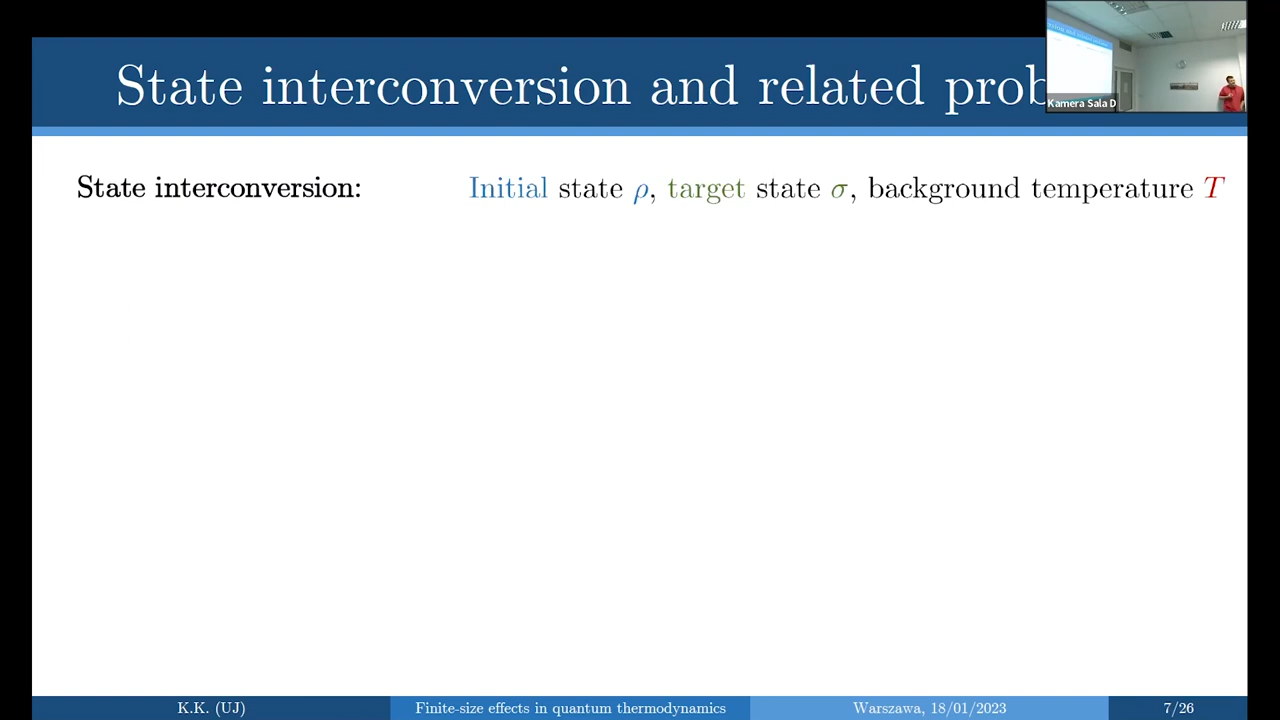 State interconversion and related prob
Kamera Sala D
State interconversion: Initial state ρ, target state σ, background temperature T
K.K. (UJ) Finite-size effects in quantum thermodynamics Warszawa, 18/01/2023 7/26